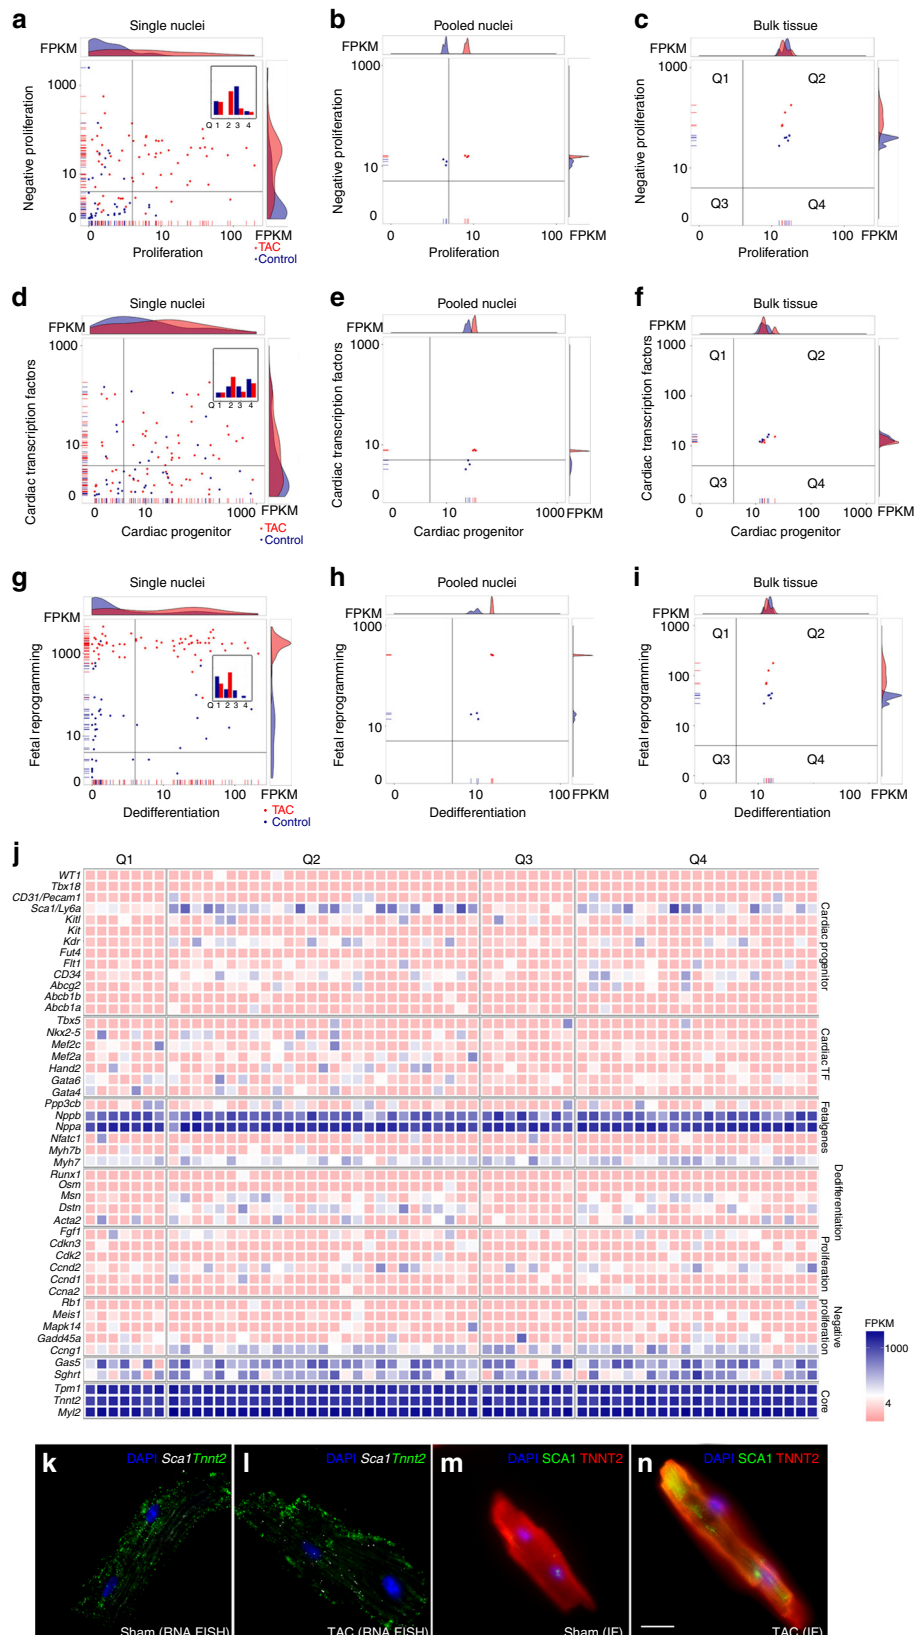 a
Single nuclei
FPKM
1000
10
0
Negative proliferation
Q 1 2 3 4
0 10 100 FPKM
Proliferation
TAC
Control
b
Pooled nuclei
FPKM
1000
10
0
Negative proliferation
0 10 100 FPKM
Proliferation
c
Bulk tissue
FPKM
1000
10
0
Negative proliferation
Q1 Q2
Q3 Q4
10 100 FPKM
Proliferation
d
Single nuclei
FPKM
1000
10
0
Cardiac transcription factors
Q 1 2 3 4
0 10 1000 FPKM
Cardiac progenitor
TAC
Control
e
Pooled nuclei
FPKM
1000
10
0
Cardiac transcription factors
0 10 1000 FPKM
Cardiac progenitor
f
Bulk tissue
FPKM
1000
100
10
0
Cardiac transcription factors
Q1 Q2
Q3 Q4
0 10 100 1000 FPKM
Cardiac progenitor
g
Single nuclei
FPKM
1000
10
0
Fetal reprogramming
Q 1 2 3 4
0 10 100 FPKM
Dedifferentiation
TAC
Control
h
Pooled nuclei
FPKM
1000
10
0
Fetal reprogramming
0 10 100 FPKM
Dedifferentiation
i
Bulk tissue
FPKM
1000
100
10
0
Fetal reprogramming
Q1 Q2
Q3 Q4
0 10 100 FPKM
Dedifferentiation
j
Q1 Q2 Q3 Q4
WT1
Tbx18
CD31/Pecam1
Sca1/Ly6a
Kitl
Kit
Kdr
Fut4
Flt1
CD34
Abcg2
Abcb1b
Abcb1a
Cardiac progenitor
Tbx5
Nkx2-5
Mef2c
Mef2a
Hand2
Gata6
Gata4
Cardiac TF
Ppp3cb
Nppb
Nppa
Nfatc1
Myh7b
Myh7
Fetalgenes
Runx1
Osm
Msn
Dstn
Acta2
Dedifferentiation
Fgf1
Cdkn3
Cdk2
Ccnd2
Ccnd1
Ccna2
Proliferation
Rb1
Meis1
Mapk14
Gadd45a
Ccng1
Negative proliferation
Gas5
Sghrt
Tpm1
Tnnt2
Myl2
Core
FPKM
1000
4
k
DAPI Sca1Tnnt2
Sham (RNA FISH)
l
DAPI Sca1Tnnt2
TAC (RNA FISH)
m
DAPI SCA1 TNNT2
Sham (IF)
n
DAPI SCA1 TNNT2
TAC (IF)